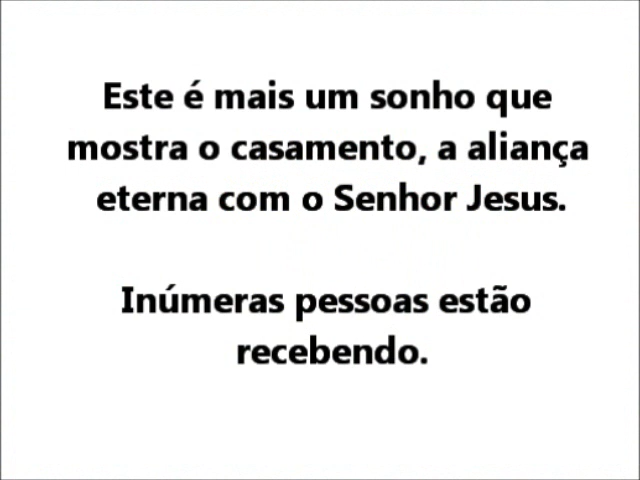 Este é mais um sonho que
mostra o casamento, a aliança
eterna com o Senhor Jesus.
Inúmeras pessoas estão
recebendo.